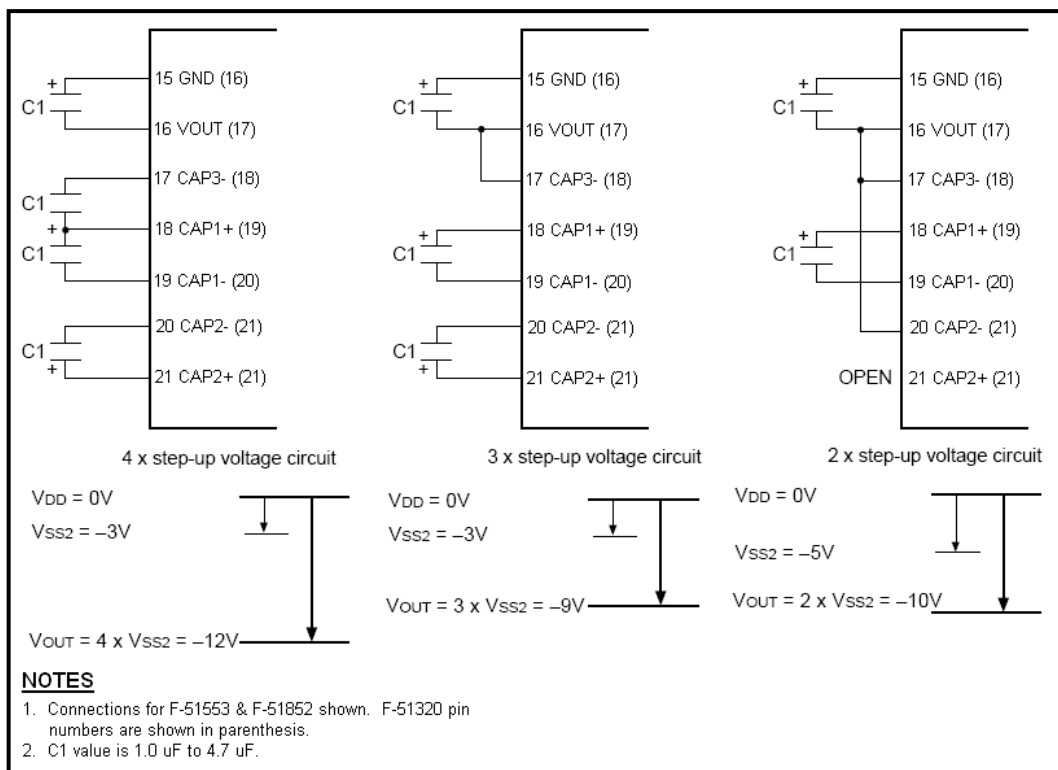 15 GND (16)
+
C1
16 VOUT (17)
17 CAP3- (18)
C1
+
18 CAP1+ (19)
C1
19 CAP1- (20)
20 CAP2- (21)
C1
+
21 CAP2+ (21)
4 x step-up voltage circuit
VDD = 0V
VSS2 = –3V
VOUT = 4 x VSS2 = –12V
15 GND (16)
+
C1
16 VOUT (17)
17 CAP3- (18)
+
18 CAP1+ (19)
C1
19 CAP1- (20)
20 CAP2- (21)
C1
+
21 CAP2+ (21)
3 x step-up voltage circuit
VDD = 0V
VSS2 = –3V
VOUT = 3 x VSS2 = –9V
15 GND (16)
+
C1
16 VOUT (17)
17 CAP3- (18)
+
18 CAP1+ (19)
C1
19 CAP1- (20)
20 CAP2- (21)
OPEN 21 CAP2+ (21)
2 x step-up voltage circuit
VDD = 0V
VSS2 = –5V
VOUT = 2 x VSS2 = –10V
NOTES
1. Connections for F-51553 & F-51852 shown. F-51320 pin
numbers are shown in parenthesis.
2. C1 value is 1.0 uF to 4.7 uF.